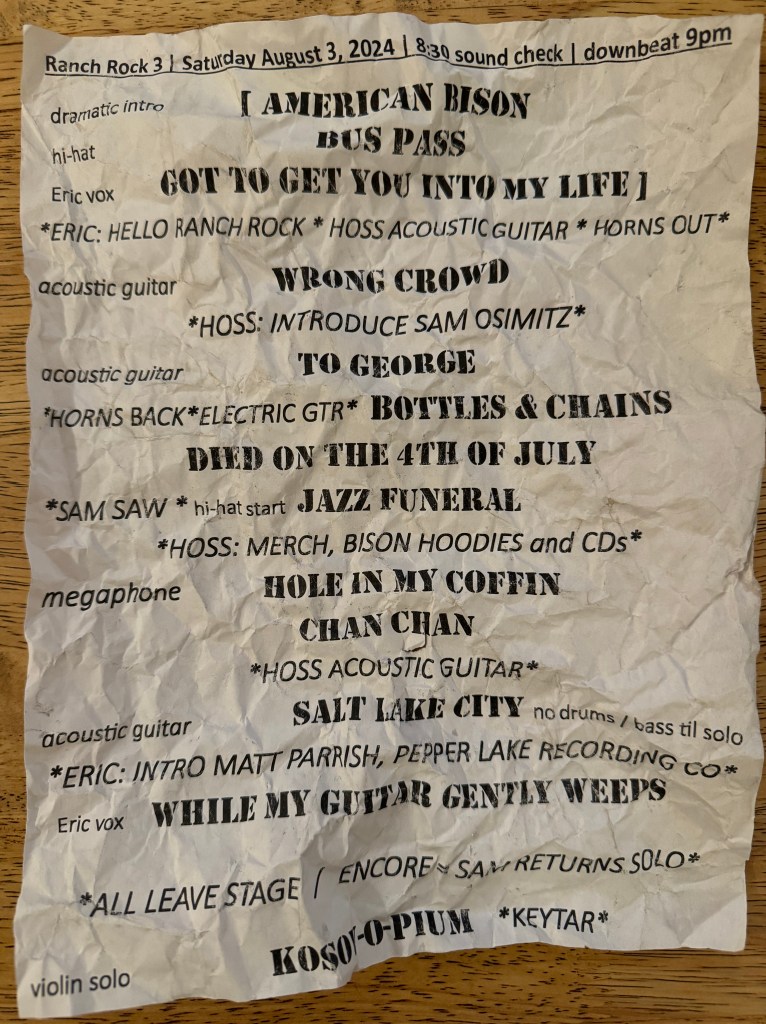 Ranch Rock 3 | Saturday August 3, 2024 | 8:30 sound check | downbeat 9pm
dramatic intro [ AMERICAN BISON
hi-hat BUS PASS
Eric vox GOT TO GET YOU INTO MY LIFE ]
*ERIC: HELLO RANCH ROCK * HOSS ACOUSTIC GUITAR * HORNS OUT*
acoustic guitar WRONG CROWD
*HOSS: INTRODUCE SAM OSIMITZ*
acoustic guitar TO GEORGE
*HORNS BACK*ELECTRIC GTR* BOTTLES & CHAINS
DIED ON THE 4TH OF JULY
*SAM SAW * hi-hat start JAZZ FUNERAL
*HOSS: MERCH, BISON HOODIES and CDs*
megaphone HOLE IN MY COFFIN
CHAN CHAN
*HOSS ACOUSTIC GUITAR*
acoustic guitar SALT LAKE CITY no drums / bass til solo
*ERIC: INTRO MATT PARRISH, PEPPER LAKE RECORDING CO*
Eric vox WHILE MY GUITAR GENTLY WEEPS
*ALL LEAVE STAGE / ENCORE ~ SAM RETURNS SOLO*
violin solo KOSOV-O-PIUM *KEYTAR*